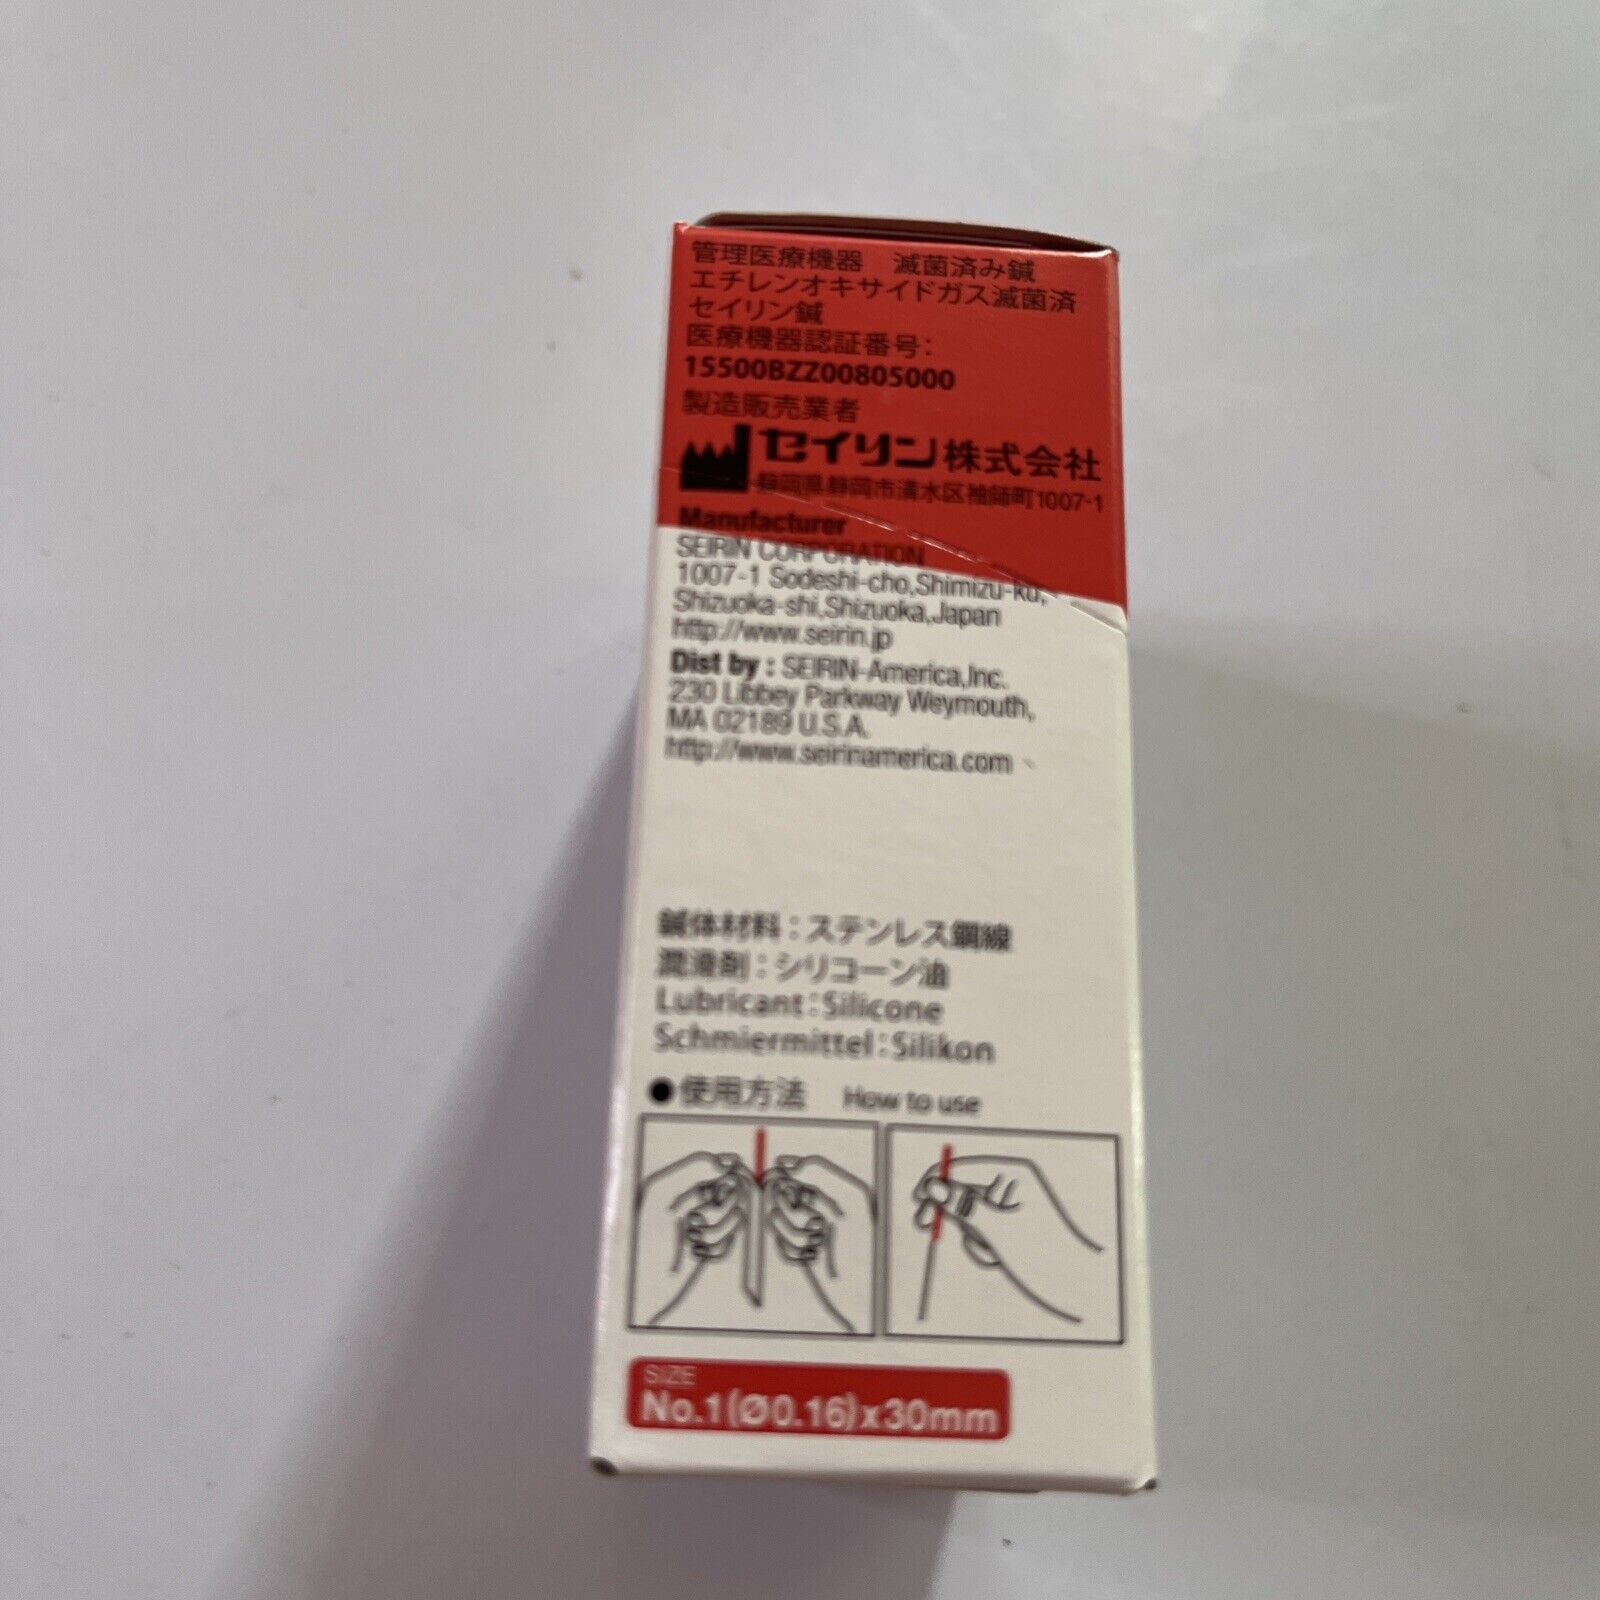 管理医療機器　滅菌済み鍼
エチレンオキサイドガス滅菌済
セイリン鍼
医療機器認証番号：
15500BZZ00805000
製造販売業者
セイリン株式会社
静岡県静岡市清水区袖師町1007-1
Manufacturer
SEIRIN CORPORATION
1007-1 Sodeshi-cho,Shimizu-ku,
Shizuoka-shi,Shizuoka,Japan
http://www.seirin.jp
Dist by : SEIRIN-America,Inc.
230 Libbey Parkway Weymouth,
MA 02189 U.S.A.
http://www.seirinamerica.com
鍼体材料：ステンレス鋼線
潤滑剤：シリコーン油
Lubricant：Silicone
Schmiermittel：Silikon
●使用方法　How to use
SIZE
No.1(Ø0.16)x30mm